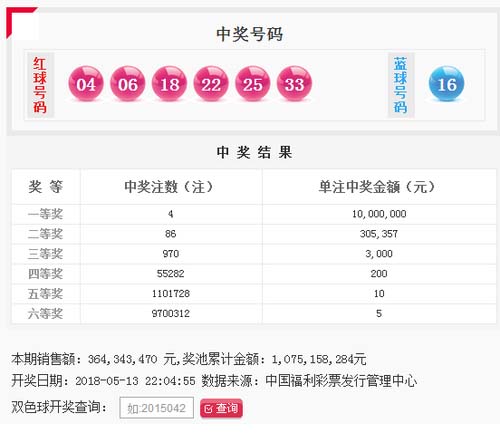 中奖号码
红球号码 04 06 18 22 25 33 蓝球号码 16
中 奖 结 果
奖 等 中奖注数（注） 单注中奖金额（元）
一等奖 4 10,000,000
二等奖 86 305,357
三等奖 970 3,000
四等奖 55282 200
五等奖 1101728 10
六等奖 9700312 5
本期销售额：364,343,470 元,奖池累计金额：1,075,158,284元
开奖日期：2018-05-13 22:04:55 数据来源：中国福利彩票发行管理中心
双色球开奖查询： 如:2015042 查询